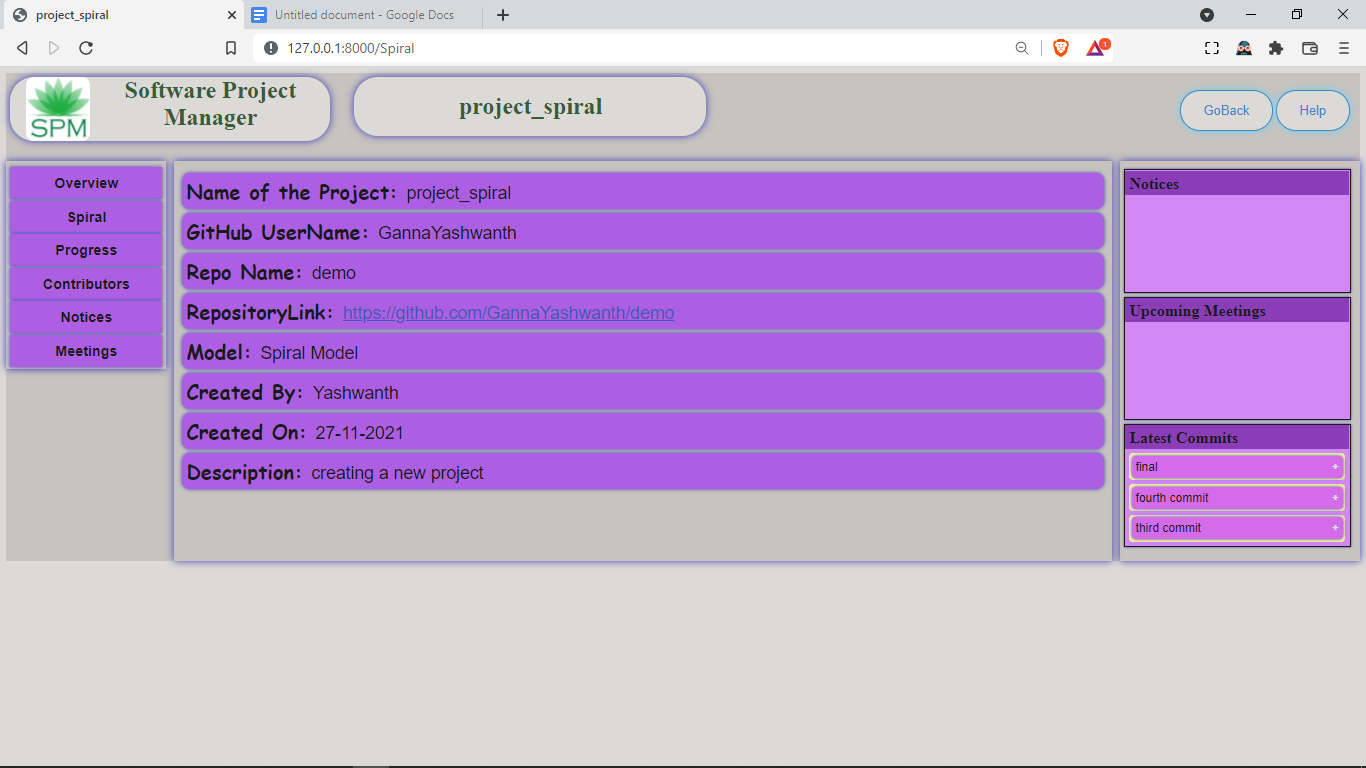 project_spiral
Untitled document - Google Docs
127.0.0.1:8000/Spiral
1
SPM
Software Project
Manager
project_spiral
GoBack
Help
Overview
Spiral
Progress
Contributors
Notices
Meetings
Name of the Project: project_spiral
GitHub UserName: GannaYashwanth
Repo Name: demo
RepositoryLink: https://github.com/GannaYashwanth/demo
Model: Spiral Model
Created By: Yashwanth
Created On: 27-11-2021
Description: creating a new project
Notices
Upcoming Meetings
Latest Commits
final +
fourth commit +
third commit +